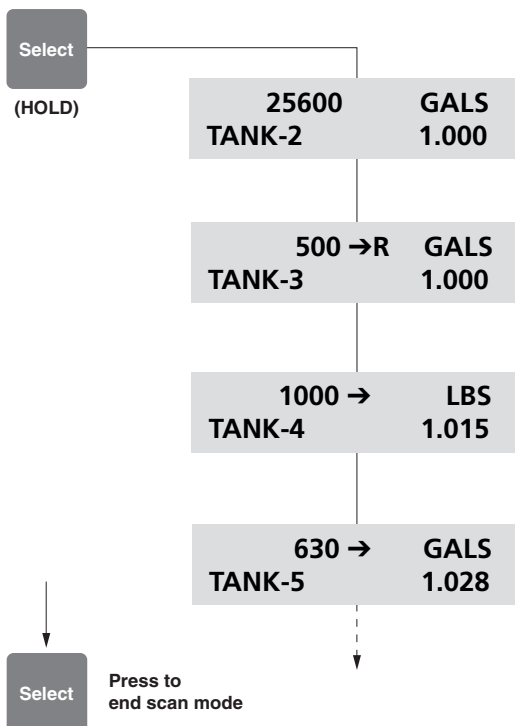 Select
(HOLD)
25600 GALS
TANK-2 1.000
500 ➔R GALS
TANK-3 1.000
1000 ➔ LBS
TANK-4 1.015
630 ➔ GALS
TANK-5 1.028
Select
Press to
end scan mode